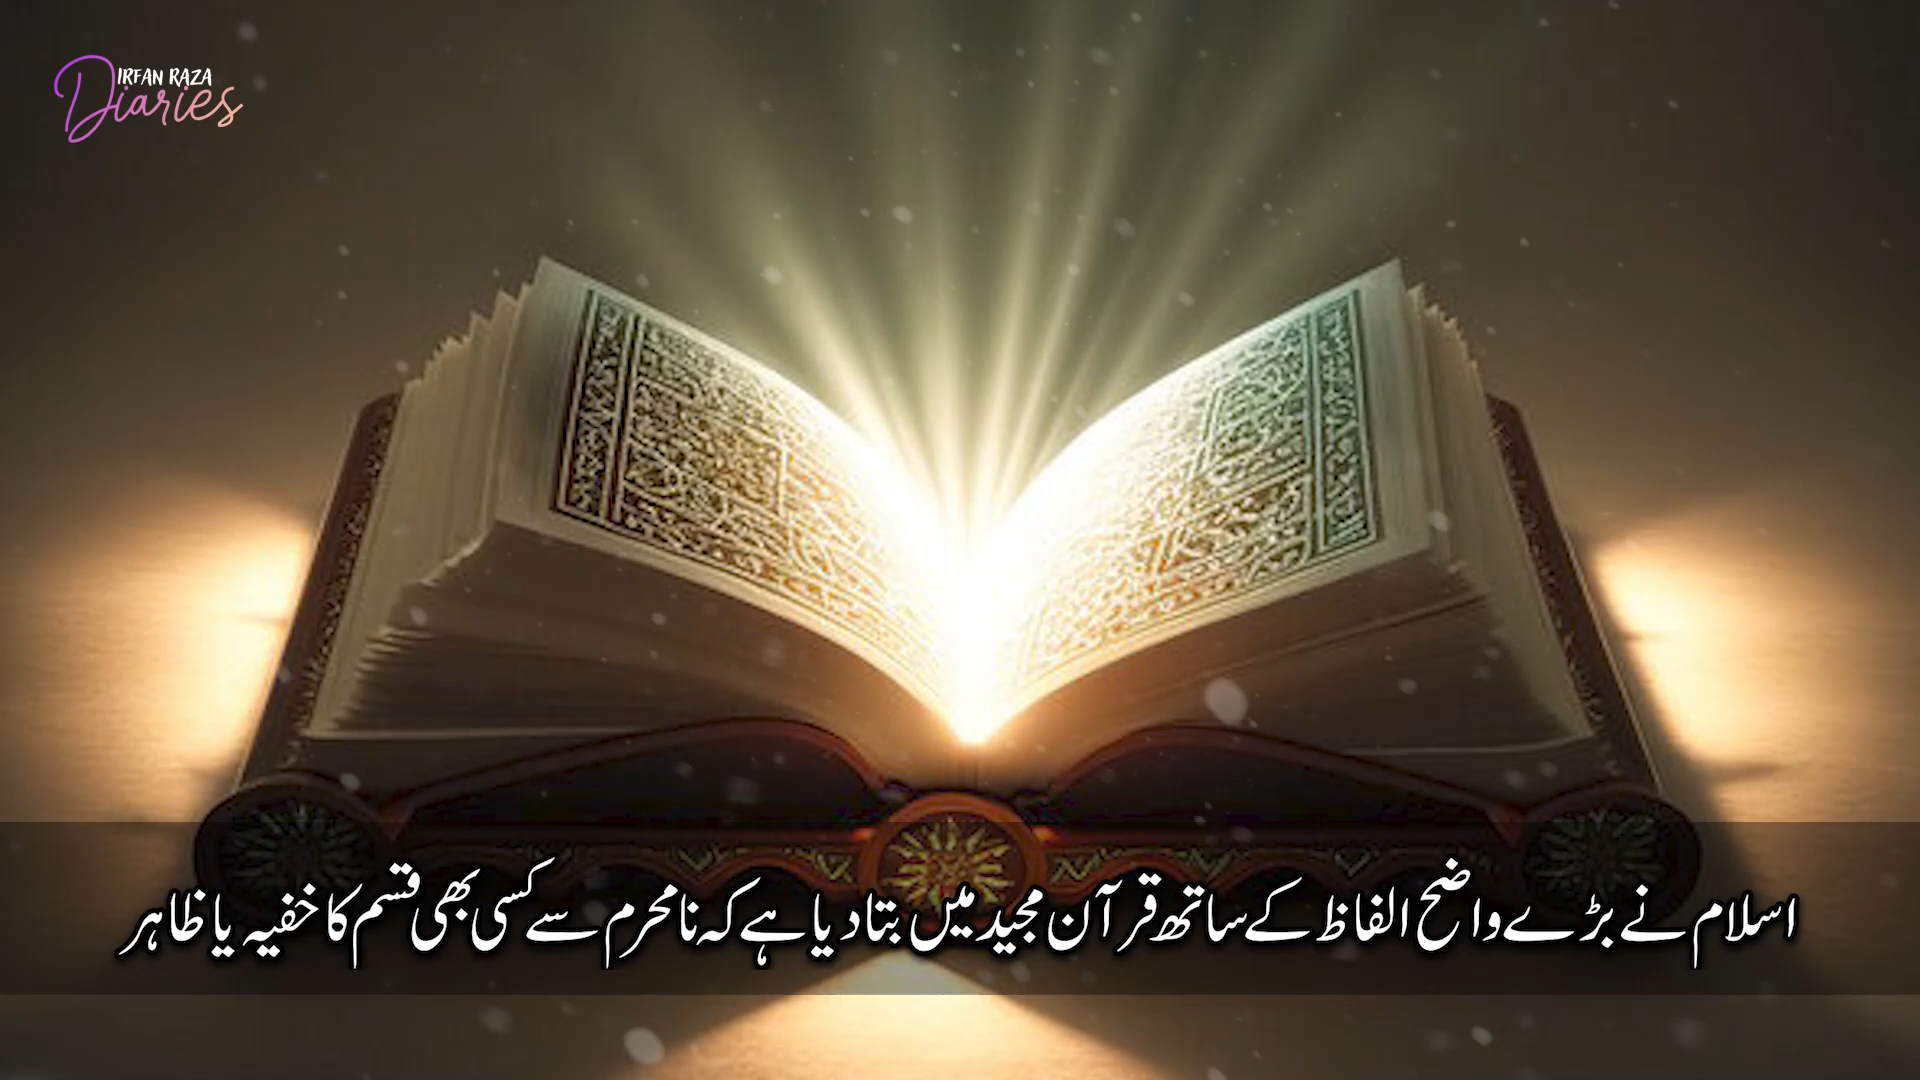 IRFAN RAZA
Diaries
اسلام نے بڑے واضح الفاظ کے ساتھ قرآن مجید میں بتا دیا ہے کہ نامحرم سے کسی بھی قسم کا خفیہ یا ظاہر